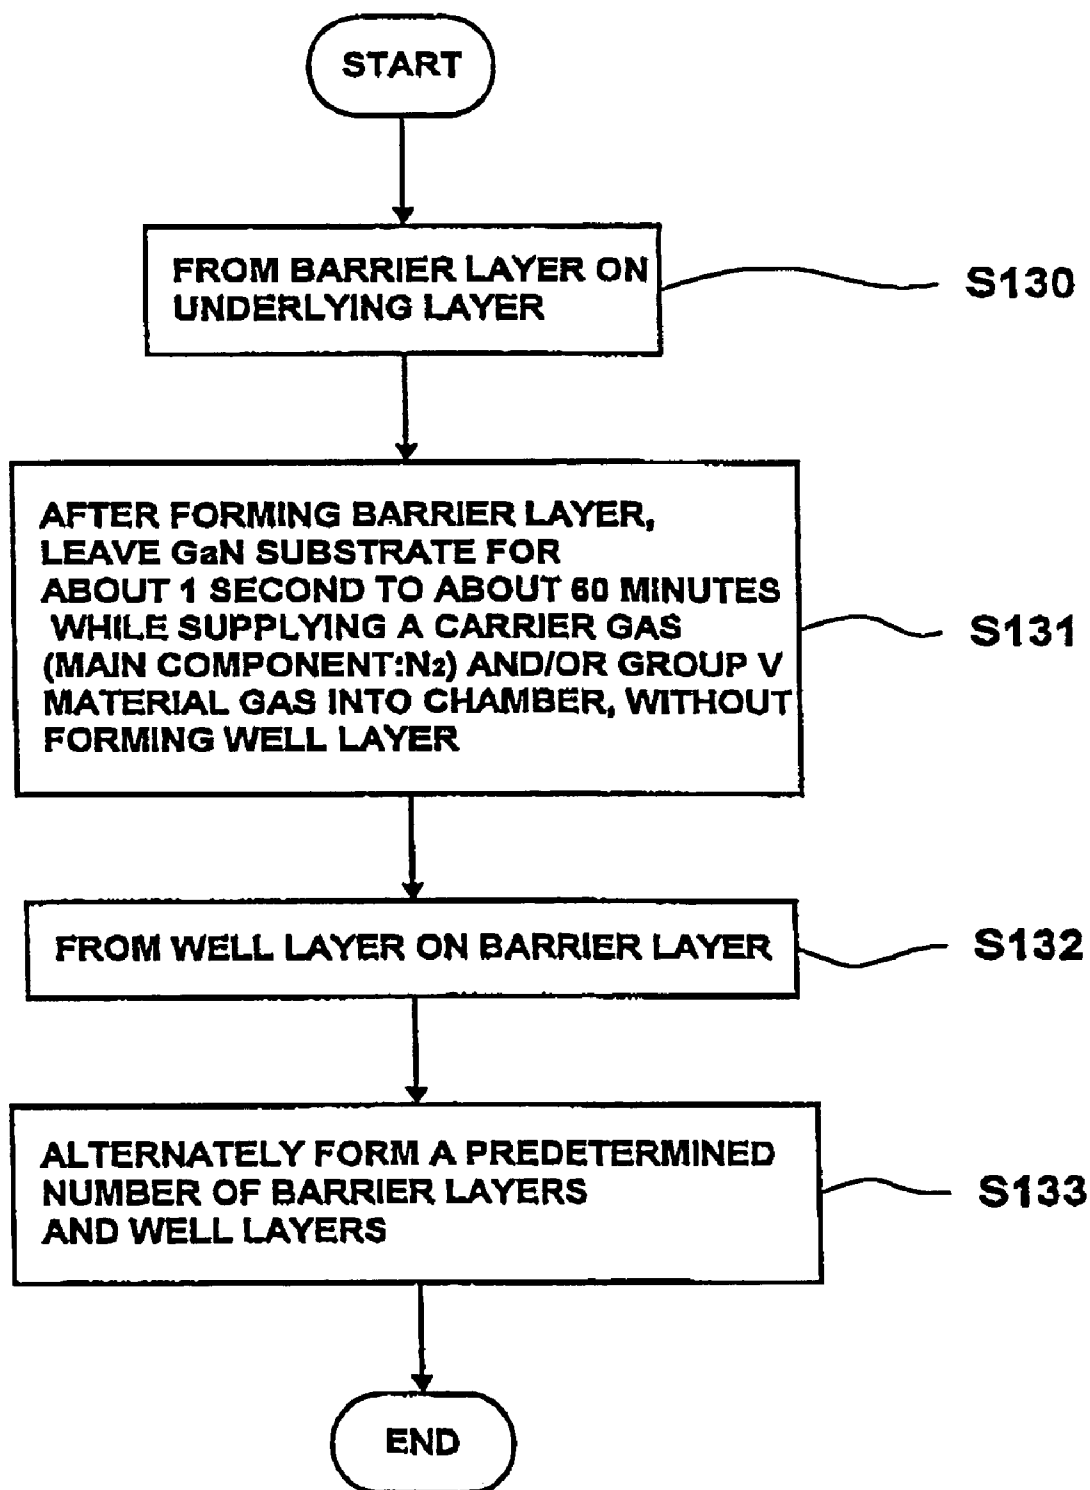 START
FROM BARRIER LAYER ON
UNDERLYING LAYER
S130
AFTER FORMING BARRIER LAYER,
LEAVE GaN SUBSTRATE FOR
ABOUT 1 SECOND TO ABOUT 60 MINUTES
WHILE SUPPLYING A CARRIER GAS
(MAIN COMPONENT:N₂) AND/OR GROUP V
MATERIAL GAS INTO CHAMBER, WITHOUT
FORMING WELL LAYER
S131
FROM WELL LAYER ON BARRIER LAYER
S132
ALTERNATELY FORM A PREDETERMINED
NUMBER OF BARRIER LAYERS
AND WELL LAYERS
S133
END